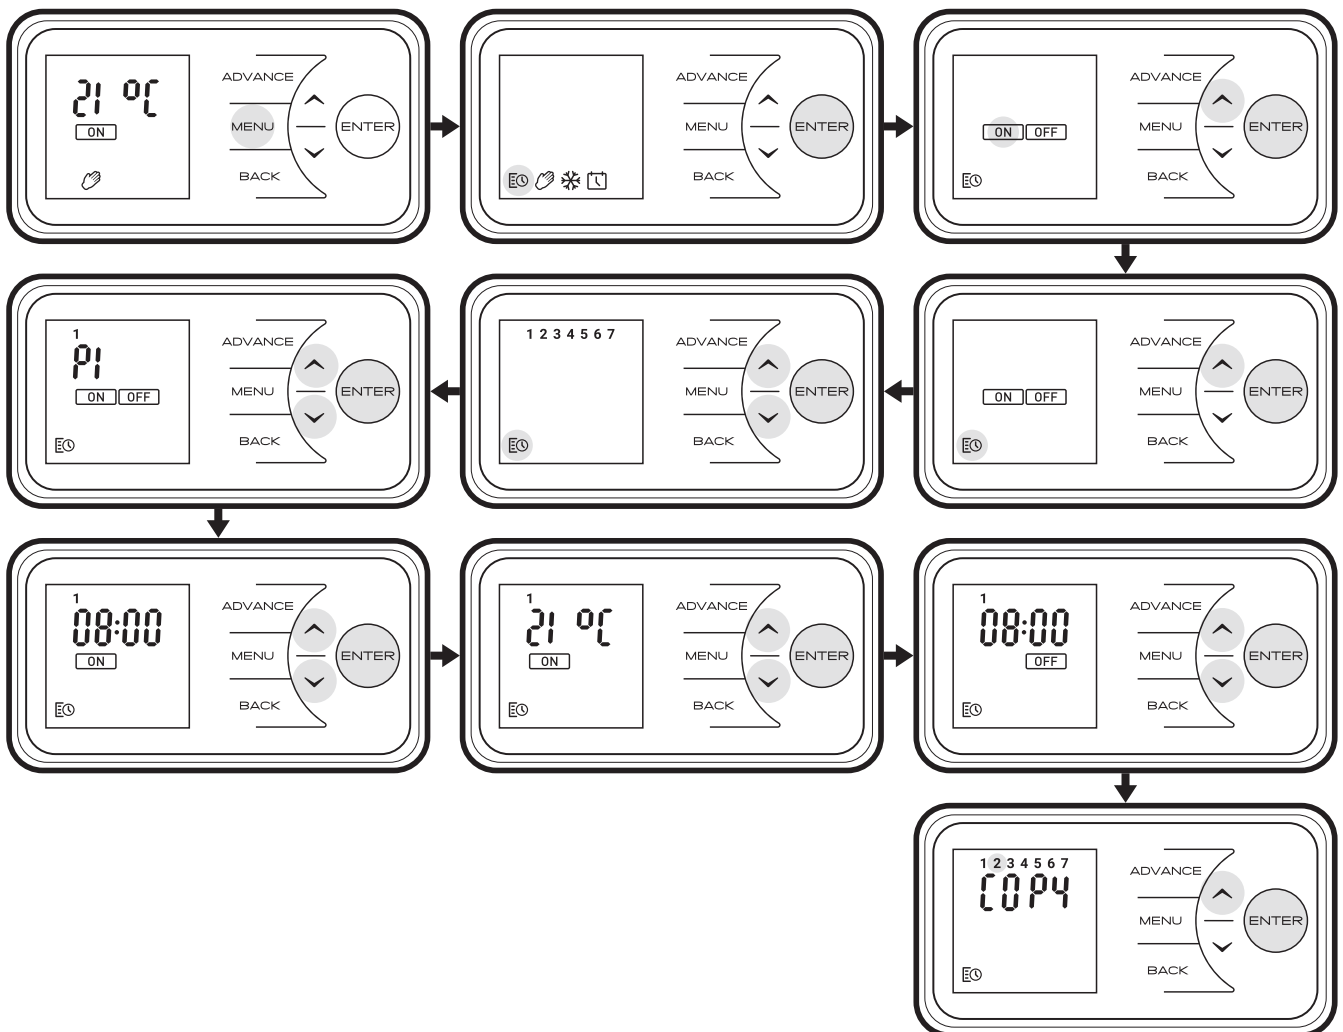 21 °C
ON
ADVANCE
MENU
BACK
ENTER
ADVANCE
MENU
BACK
ENTER
ON OFF
ADVANCE
MENU
BACK
ENTER
ON OFF
ADVANCE
MENU
BACK
ENTER
1 2 3 4 5 6 7
ADVANCE
MENU
BACK
ENTER
1
P1
ON OFF
ADVANCE
MENU
BACK
ENTER
1
08:00
ON
ADVANCE
MENU
BACK
ENTER
1
21 °C
ON
ADVANCE
MENU
BACK
ENTER
1
08:00
OFF
ADVANCE
MENU
BACK
ENTER
1 2 3 4 5 6 7
COPY
ADVANCE
MENU
BACK
ENTER